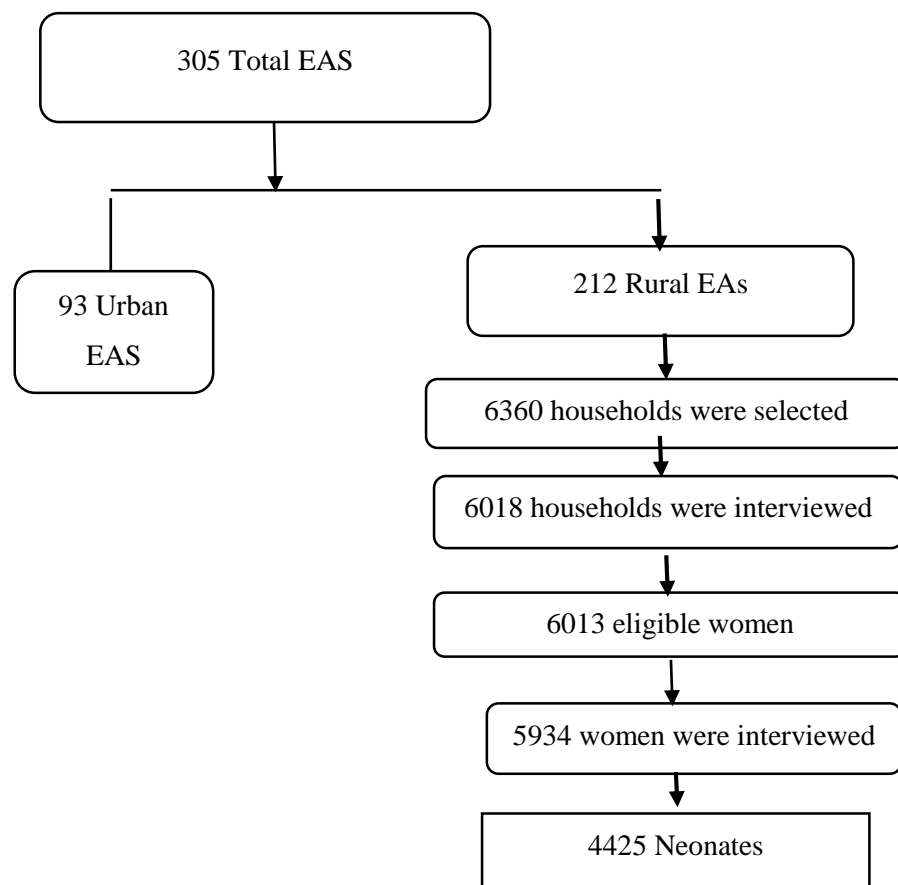 305 Total EAS
93 Urban
EAS
212 Rural EAs
6360 households were selected
6018 households were interviewed
6013 eligible women
5934 women were interviewed
4425 Neonates